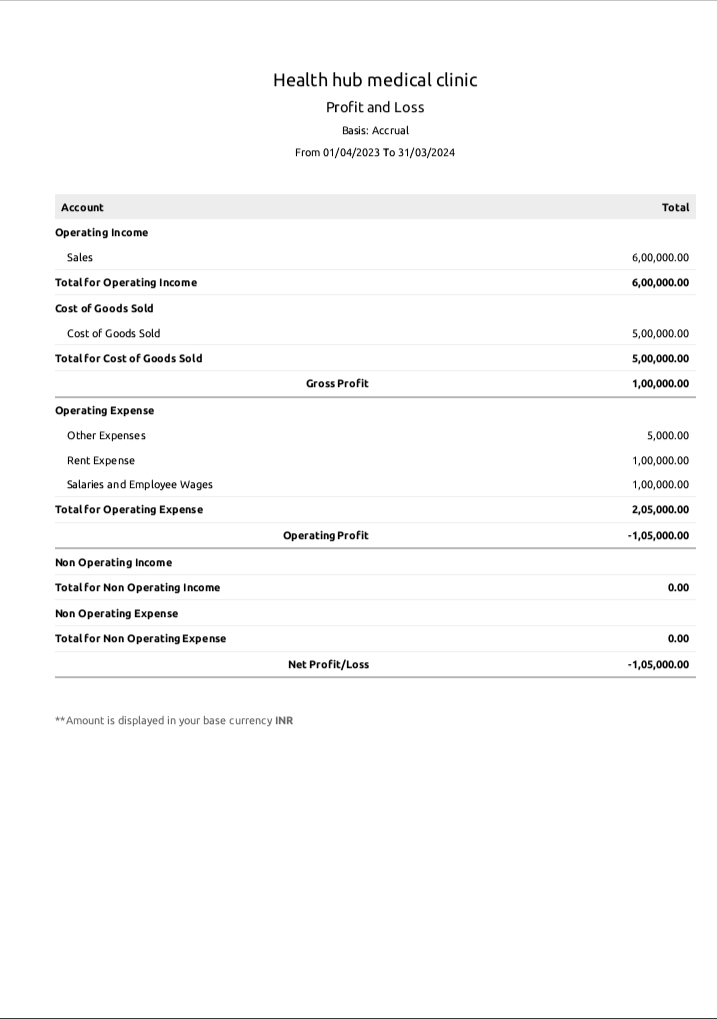 Health hub medical clinic
Profit and Loss
Basis: Accrual
From 01/04/2023 To 31/03/2024
Account Total
Operating Income
Sales 6,00,000.00
Total for Operating Income 6,00,000.00
Cost of Goods Sold
Cost of Goods Sold 5,00,000.00
Total for Cost of Goods Sold 5,00,000.00
Gross Profit 1,00,000.00
Operating Expense
Other Expenses 5,000.00
Rent Expense 1,00,000.00
Salaries and Employee Wages 1,00,000.00
Total for Operating Expense 2,05,000.00
Operating Profit -1,05,000.00
Non Operating Income
Total for Non Operating Income 0.00
Non Operating Expense
Total for Non Operating Expense 0.00
Net Profit/Loss -1,05,000.00
**Amount is displayed in your base currency INR